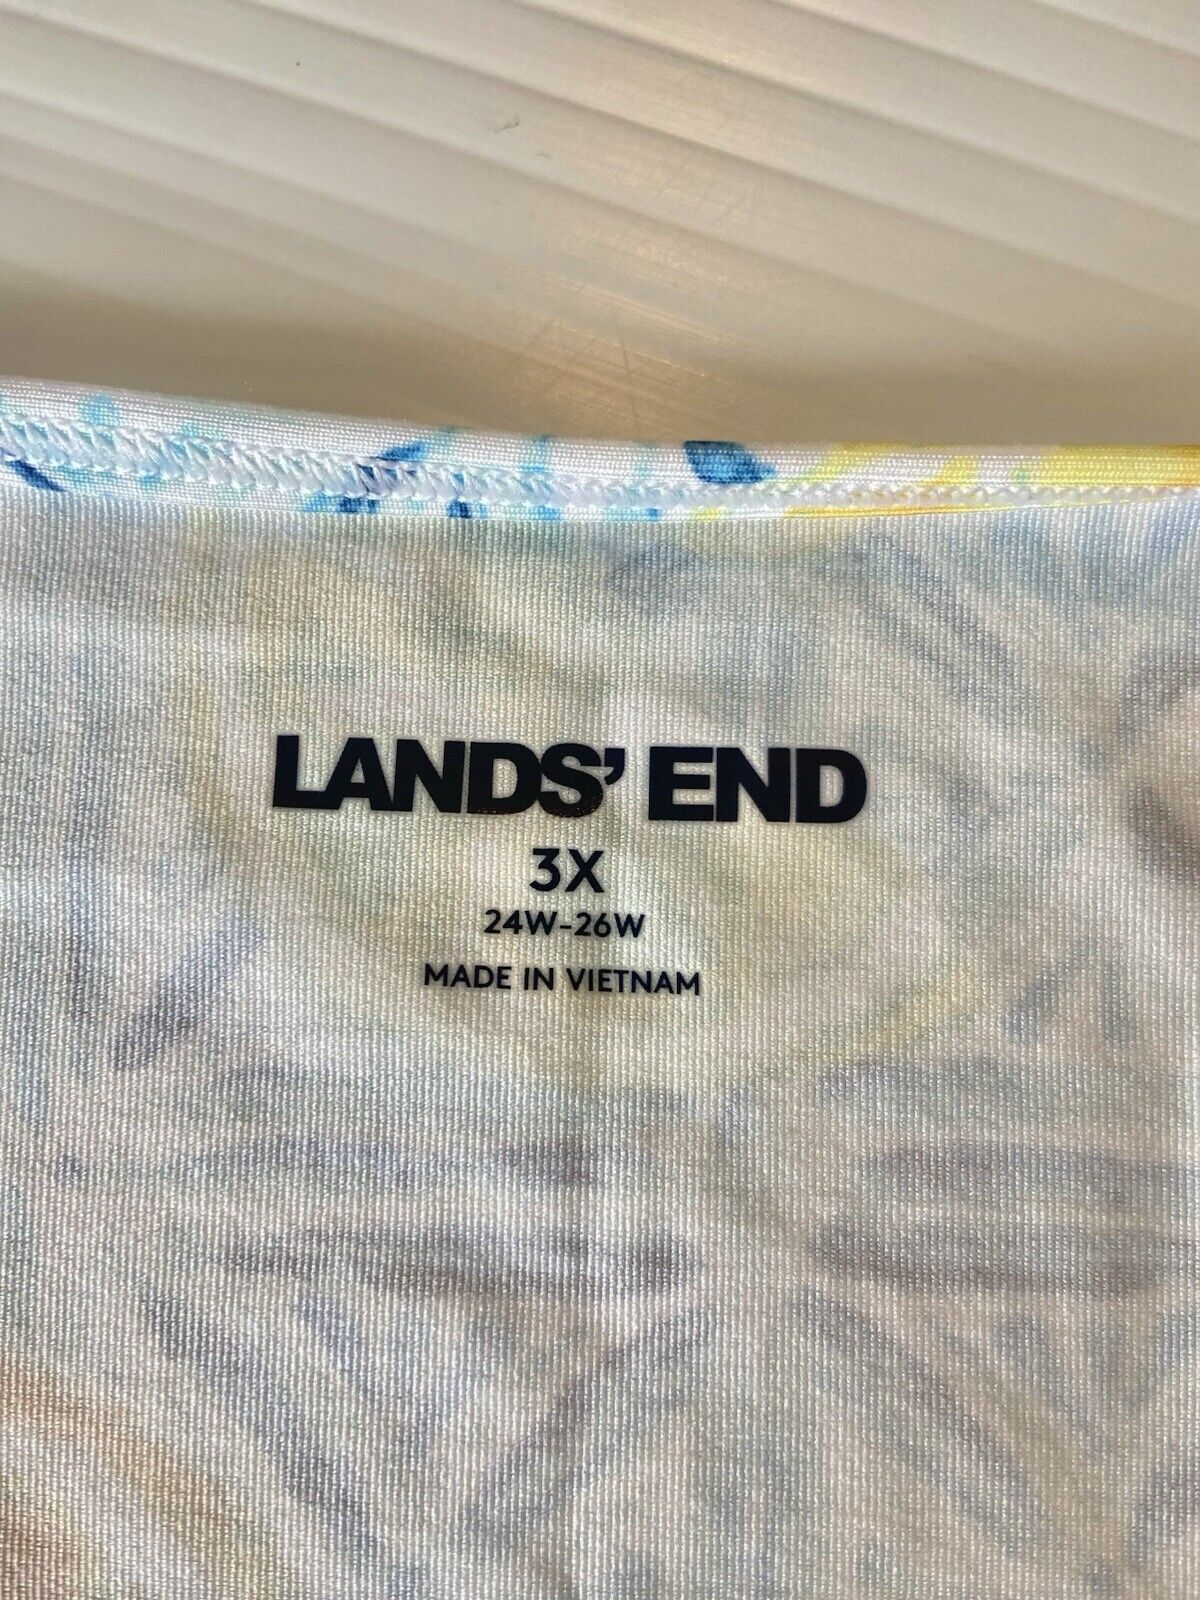 LANDS' END
3X
24W-26W
MADE IN VIETNAM